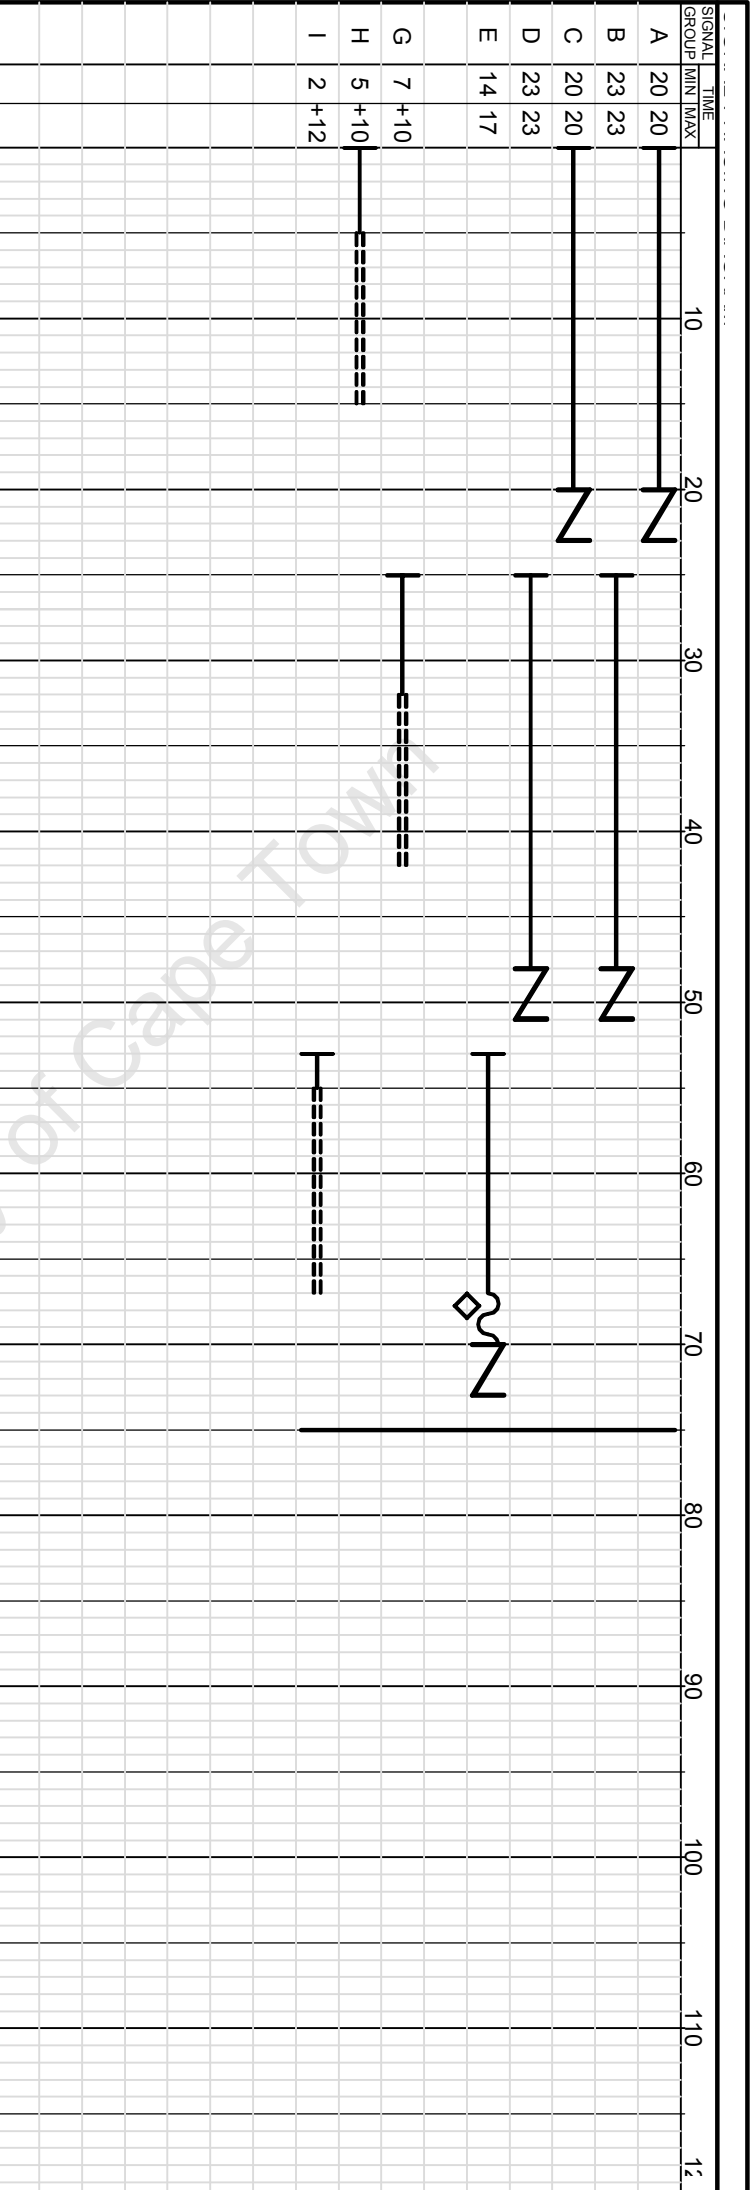 SIGNAL GROUP
TIME
MIN MAX
10 20 30 40 50 60 70 80 90 100 110
A 20 20
B 23 23
C 20 20
D 23 23
E 14 17
G 7 +10
H 5 +10
I 2 +12
of Cape Town